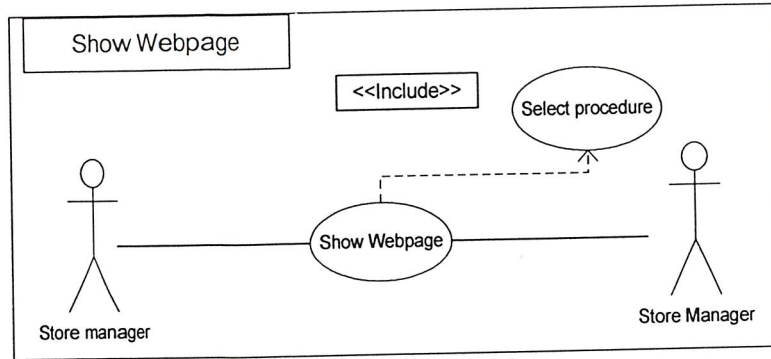 Show Webpage
<<Include>>
Select procedure
Show Webpage
Store manager
Store Manager